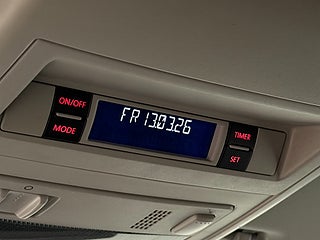 ON/OFF
MODE
FR 13.03.26
TIMER
SET